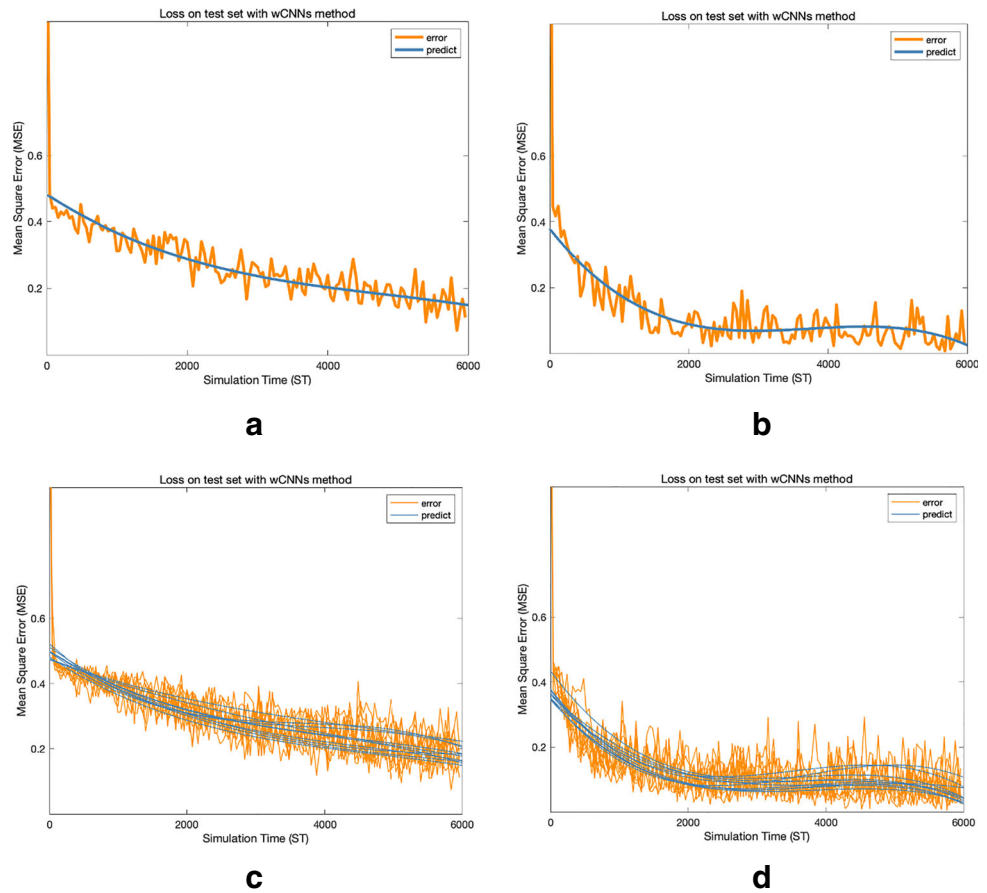 Loss on test set with wCNNs method
error
predict
Mean Square Error (MSE)
0.6
0.4
0.2
0 2000 4000 6000
Simulation Time (ST)
a
Loss on test set with wCNNs method
error
predict
Mean Square Error (MSE)
0.6
0.4
0.2
0 2000 4000 6000
Simulation Time (ST)
b
Loss on test set with wCNNs method
error
predict
Mean Square Error (MSE)
0.6
0.4
0.2
0 2000 4000 6000
Simulation Time (ST)
c
Loss on test set with wCNNs method
error
predict
Mean Square Error (MSE)
0.6
0.4
0.2
0 2000 4000 6000
Simulation Time (ST)
d